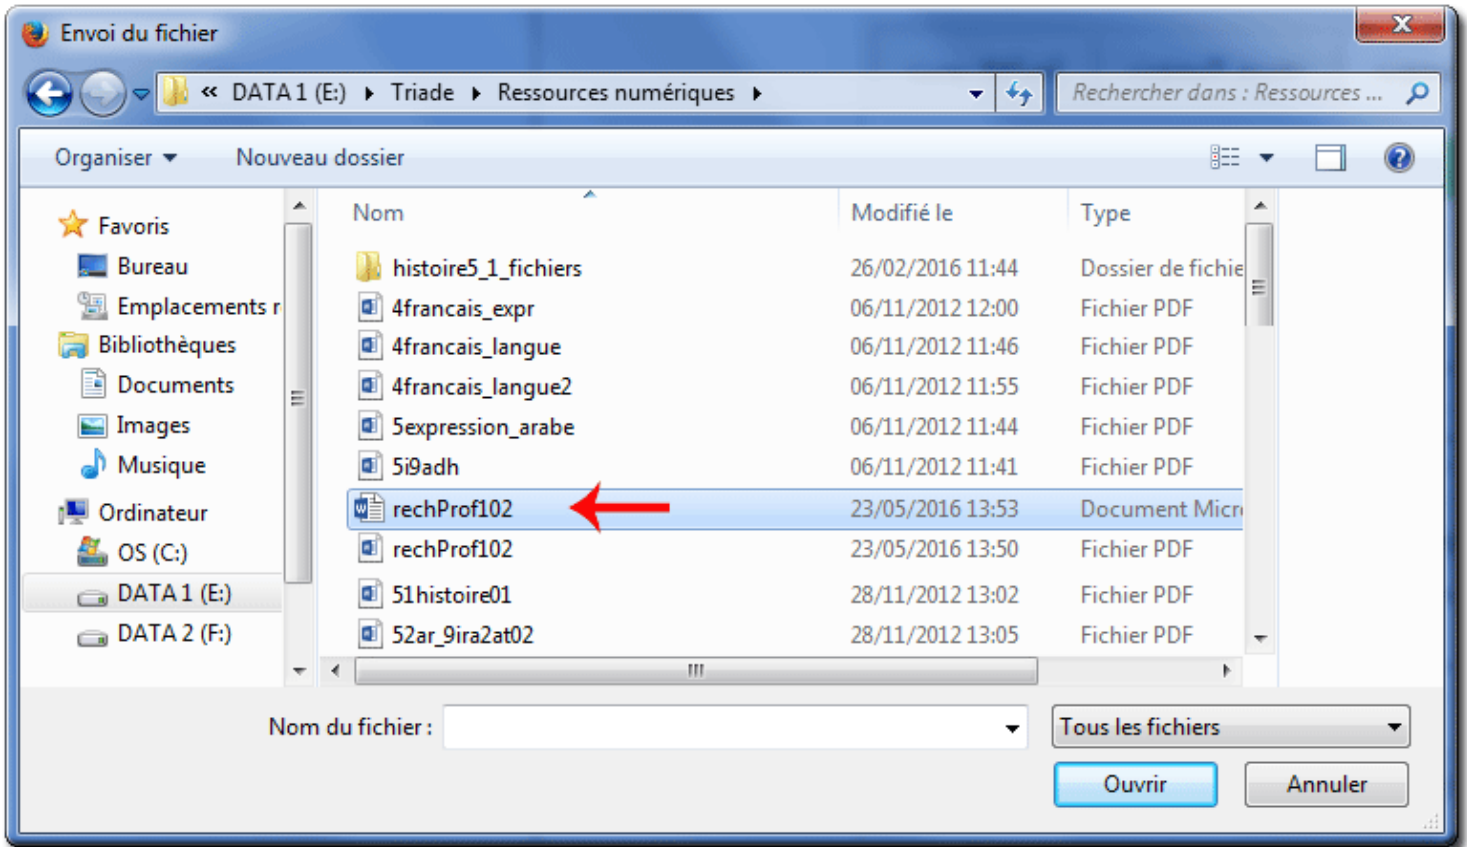 Envoi du fichier
« DATA 1 (E:) Triade Ressources numériques
Rechercher dans : Ressources ...
Organiser Nouveau dossier
Favoris
Bureau
Emplacements r
Bibliothèques
Documents
Images
Musique
Ordinateur
OS (C:)
DATA 1 (E:)
DATA 2 (F:)
Nom Modifié le Type
histoire5_1_fichiers 26/02/2016 11:44 Dossier de fichie
4francais_expr 06/11/2012 12:00 Fichier PDF
4francais_langue 06/11/2012 11:46 Fichier PDF
4francais_langue2 06/11/2012 11:55 Fichier PDF
5expression_arabe 06/11/2012 11:44 Fichier PDF
5i9adh 06/11/2012 11:41 Fichier PDF
rechProf102 23/05/2016 13:53 Document Micro
rechProf102 23/05/2016 13:50 Fichier PDF
51histoire01 28/11/2012 13:02 Fichier PDF
52ar_9ira2at02 28/11/2012 13:05 Fichier PDF
Nom du fichier :
Tous les fichiers
Ouvrir Annuler